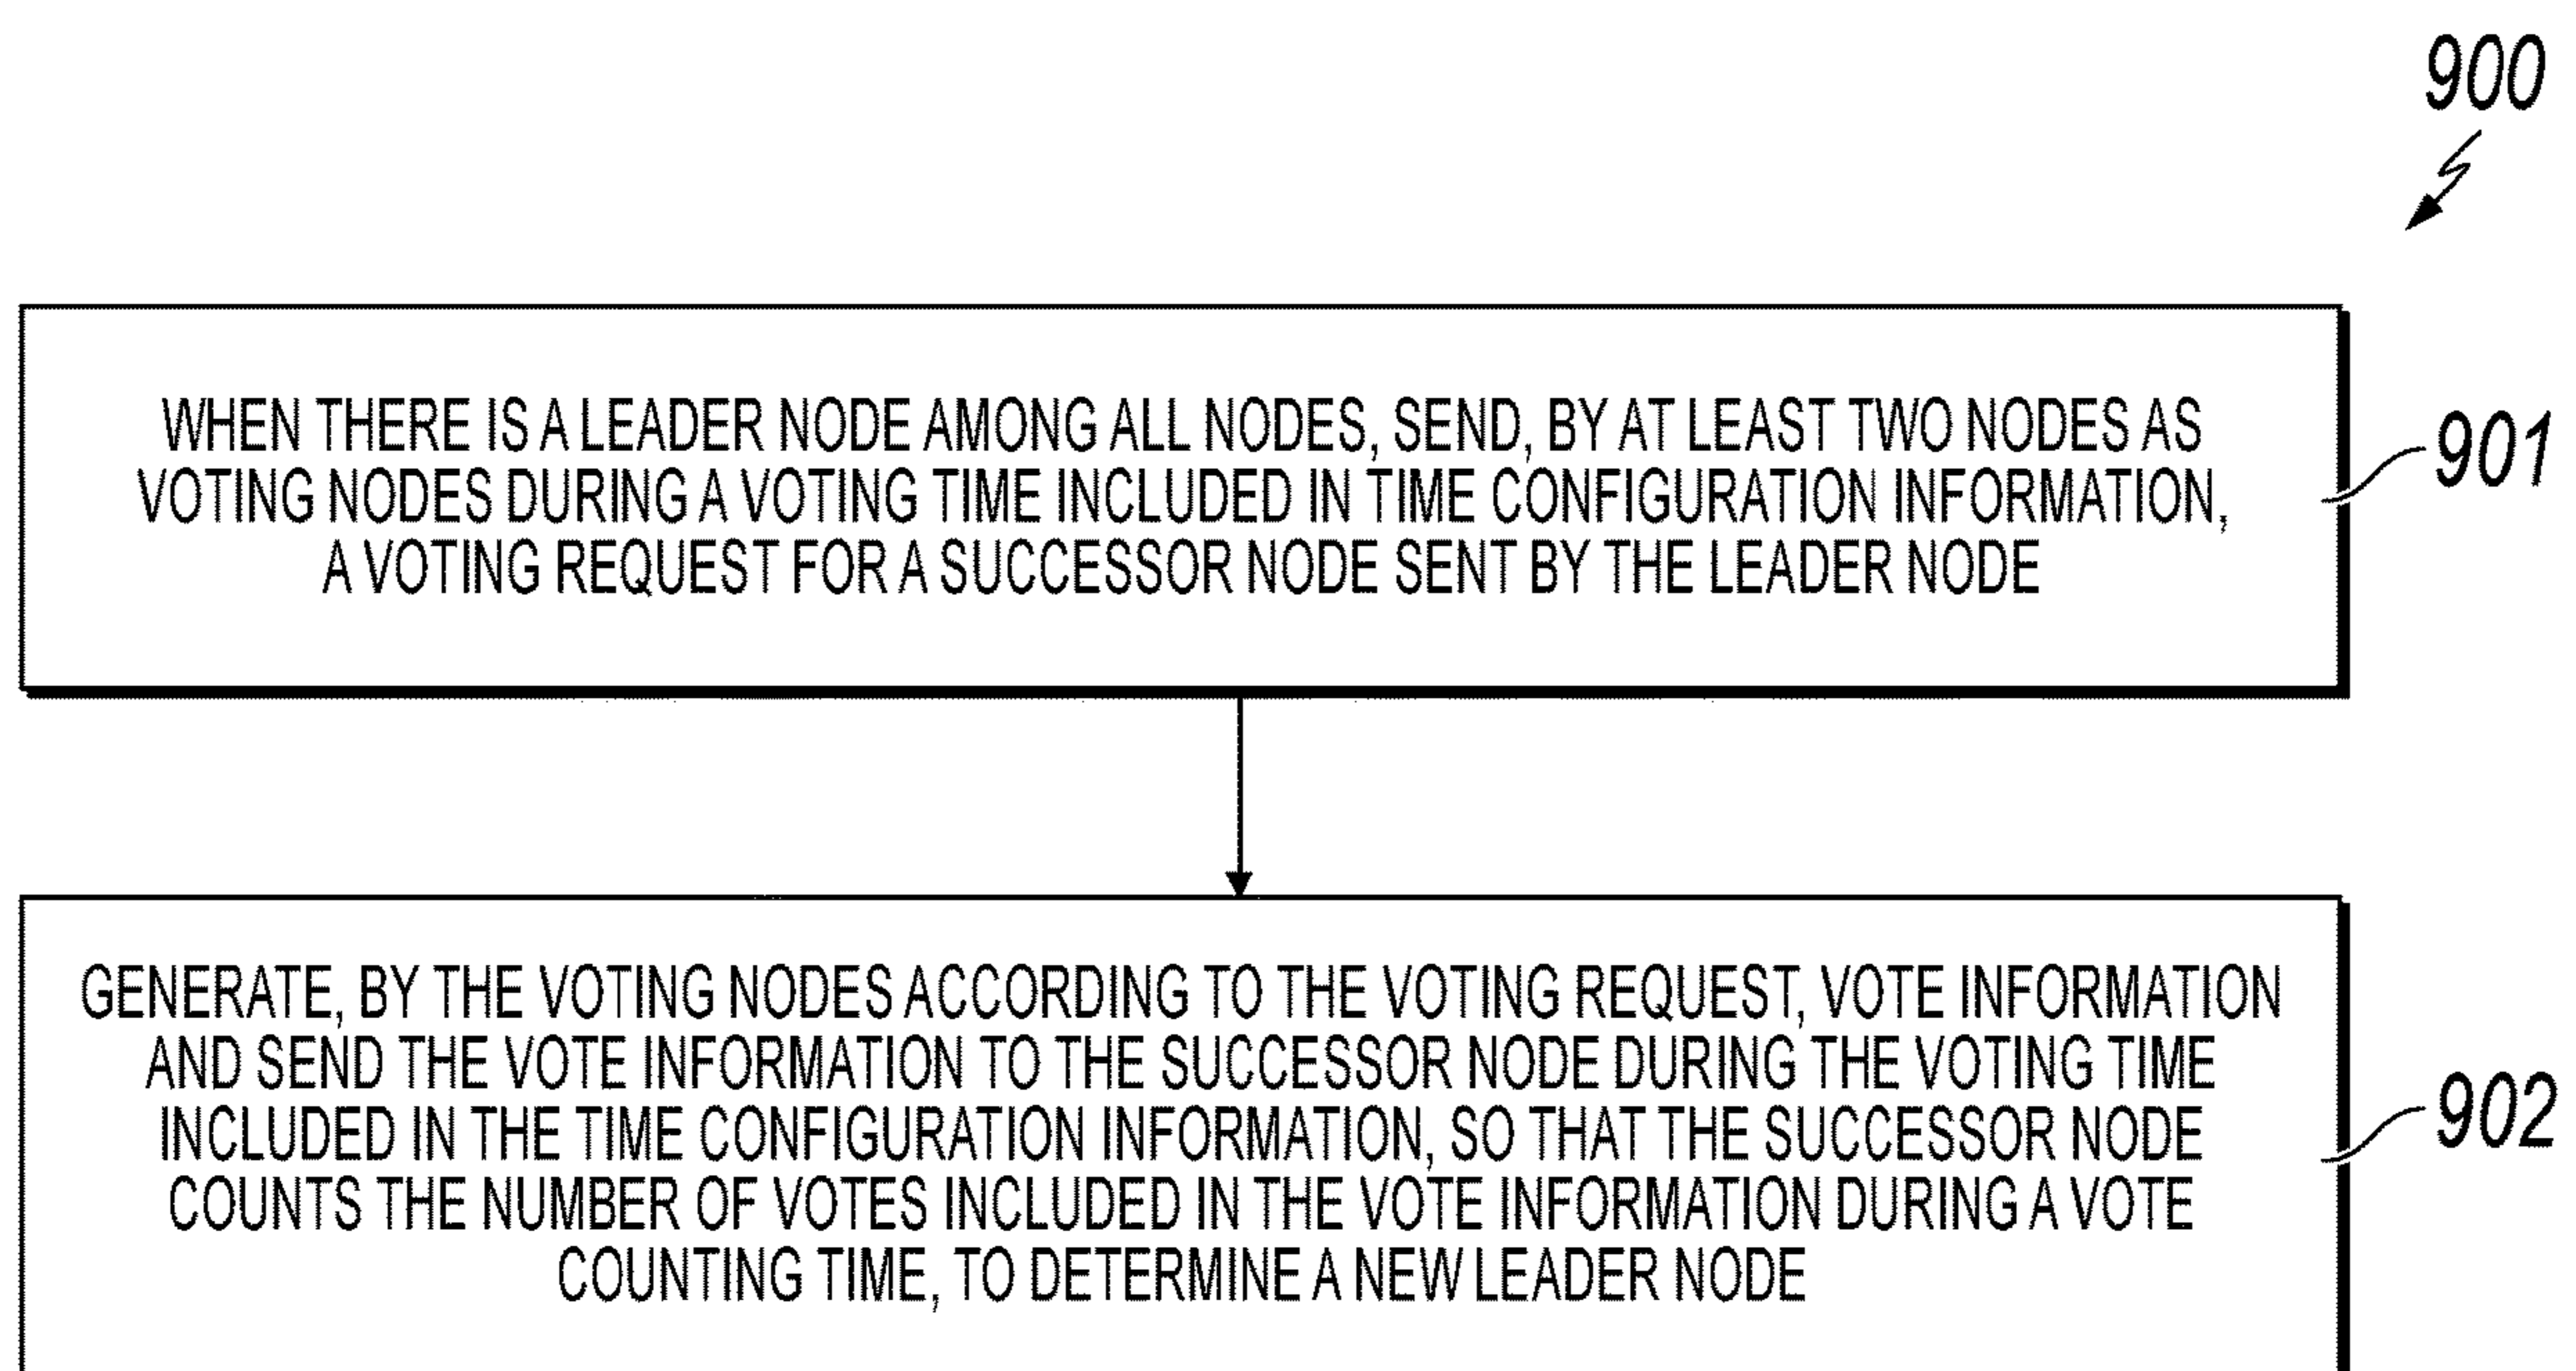 900
WHEN THERE IS A LEADER NODE AMONG ALL NODES, SEND, BY AT LEAST TWO NODES AS
VOTING NODES DURING A VOTING TIME INCLUDED IN TIME CONFIGURATION INFORMATION,
A VOTING REQUEST FOR A SUCCESSOR NODE SENT BY THE LEADER NODE
901
GENERATE, BY THE VOTING NODES ACCORDING TO THE VOTING REQUEST, VOTE INFORMATION
AND SEND THE VOTE INFORMATION TO THE SUCCESSOR NODE DURING THE VOTING TIME
INCLUDED IN THE TIME CONFIGURATION INFORMATION, SO THAT THE SUCCESSOR NODE
COUNTS THE NUMBER OF VOTES INCLUDED IN THE VOTE INFORMATION DURING A VOTE
COUNTING TIME, TO DETERMINE A NEW LEADER NODE
902